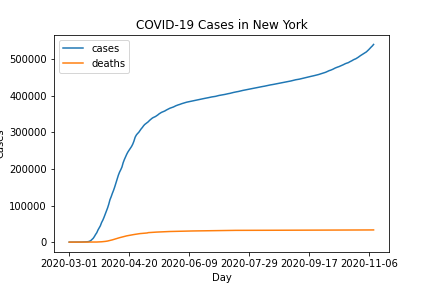 COVID-19 Cases in New York
cases
deaths
500000
400000
300000
200000
100000
0
cases
2020-03-01 2020-04-20 2020-06-09 2020-07-29 2020-09-17 2020-11-06
Day